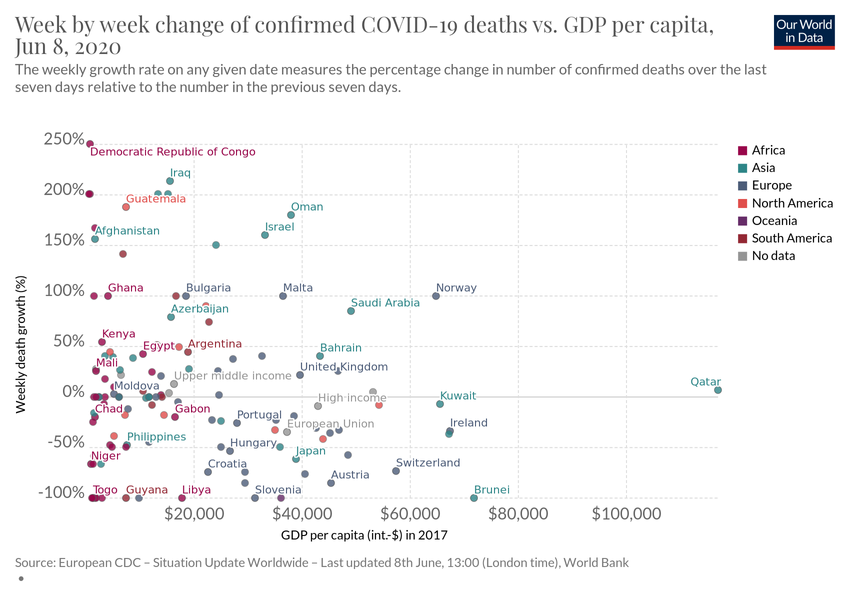 Week by week change of confirmed COVID-19 deaths vs. GDP per capita,
Jun 8, 2020
Our World
in Data
The weekly growth rate on any given date measures the percentage change in number of confirmed deaths over the last
seven days relative to the number in the previous seven days.
250%
Democratic Republic of Congo
Africa
Iraq
Asia
Europe
200%
Guatemala
North America
Oman
Oceania
Israel
Afghanistan
South America
150%
No data
Ghana
Bulgaria
Malta
Norway
100%
Azerbaijan
Saudi Arabia
Kenya
Egypt
Argentina
Bahrain
50%
Mali
Upper middle income
United Kingdom
Moldova
Qatar
0%
High income
Kuwait
Chad
Gabon
Portugal
European Union
Ireland
Philippines
Hungary
-50%
Japan
Niger
Croatia
Austria
Switzerland
Togo
Guyana
Libya
Slovenia
Brunei
-100%
Weekly death growth (%)
$20,000
$40,000
$60,000
$80,000
$100,000
GDP per capita (int.-$) in 2017
Source: European CDC – Situation Update Worldwide – Last updated 8th June, 13:00 (London time), World Bank